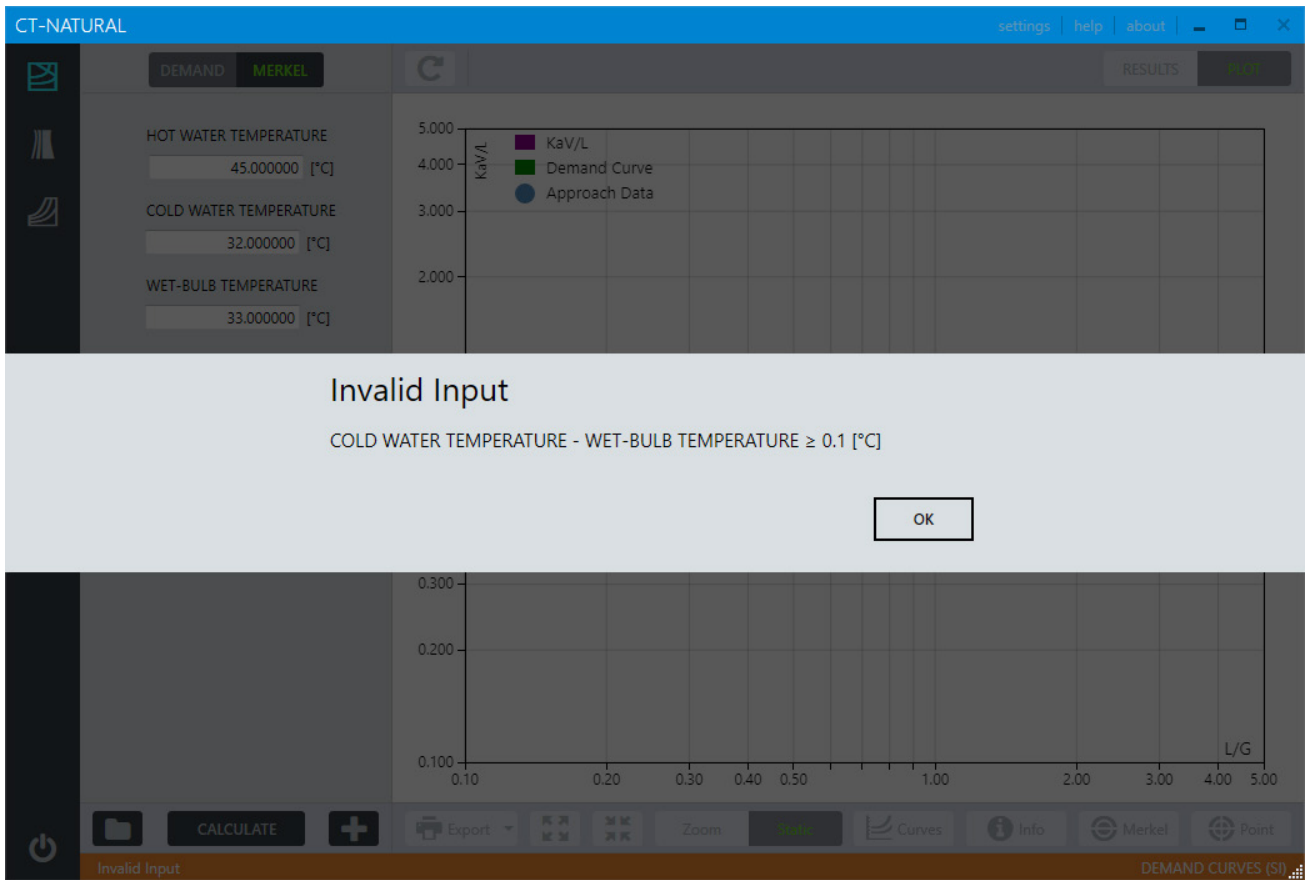 CT-NATURAL
settings | help | about
DEMAND MERKEL
RESULTS PLOT
HOT WATER TEMPERATURE
45.000000 [°C]
COLD WATER TEMPERATURE
32.000000 [°C]
WET-BULB TEMPERATURE
33.000000 [°C]
5.000
4.000
3.000
2.000
KaV/L
KaV/L
Demand Curve
Approach Data
Invalid Input
COLD WATER TEMPERATURE - WET-BULB TEMPERATURE ≥ 0.1 [°C]
OK
0.300
0.200
0.100
L/G
0.10 0.20 0.30 0.40 0.50 1.00 2.00 3.00 4.00 5.00
CALCULATE
Export Zoom Static Curves Info Merkel Point
Invalid Input
DEMAND CURVES (SI)